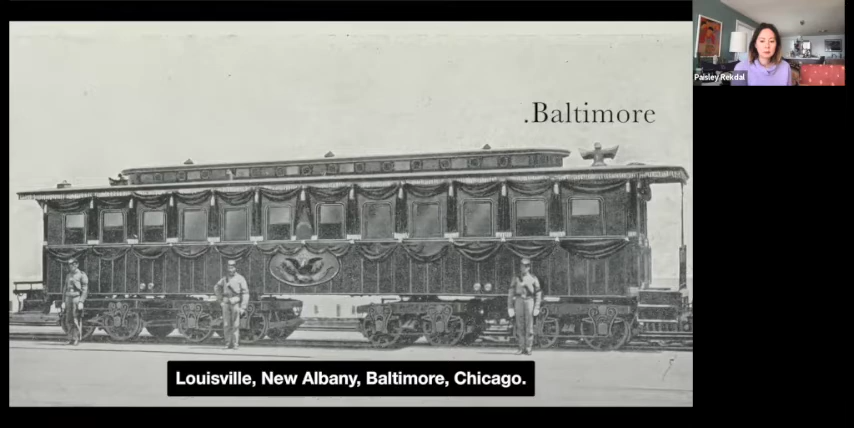 Paisley Rekdal
.Baltimore
Louisville, New Albany, Baltimore, Chicago.